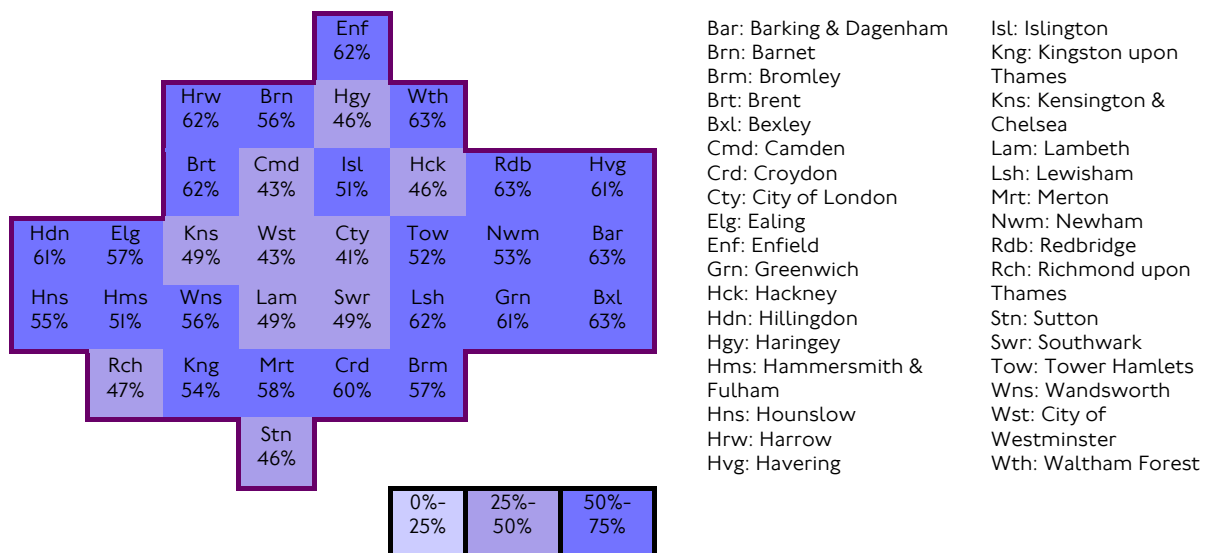 Enf
62%
Hrw Brn Hgy Wth
62% 56% 46% 63%
Brt Cmd Isl Hck Rdb Hvg
62% 43% 51% 46% 63% 61%
Hdn Elg Kns Wst Cty Tow Nwm Bar
61% 57% 49% 43% 41% 52% 53% 63%
Hns Hms Wns Lam Swr Lsh Grn Bxl
55% 51% 56% 49% 49% 62% 61% 63%
Rch Kng Mrt Crd Brm
47% 54% 58% 60% 57%
Stn
46%
0%- 25%- 50%-
25% 50% 75%
Bar: Barking & Dagenham
Brn: Barnet
Brm: Bromley
Brt: Brent
Bxl: Bexley
Cmd: Camden
Crd: Croydon
Cty: City of London
Elg: Ealing
Enf: Enfield
Grn: Greenwich
Hck: Hackney
Hdn: Hillingdon
Hgy: Haringey
Hms: Hammersmith &
Fulham
Hns: Hounslow
Hrw: Harrow
Hvg: Havering
Isl: Islington
Kng: Kingston upon
Thames
Kns: Kensington &
Chelsea
Lam: Lambeth
Lsh: Lewisham
Mrt: Merton
Nwm: Newham
Rdb: Redbridge
Rch: Richmond upon
Thames
Stn: Sutton
Swr: Southwark
Tow: Tower Hamlets
Wns: Wandsworth
Wst: City of
Westminster
Wth: Waltham Forest